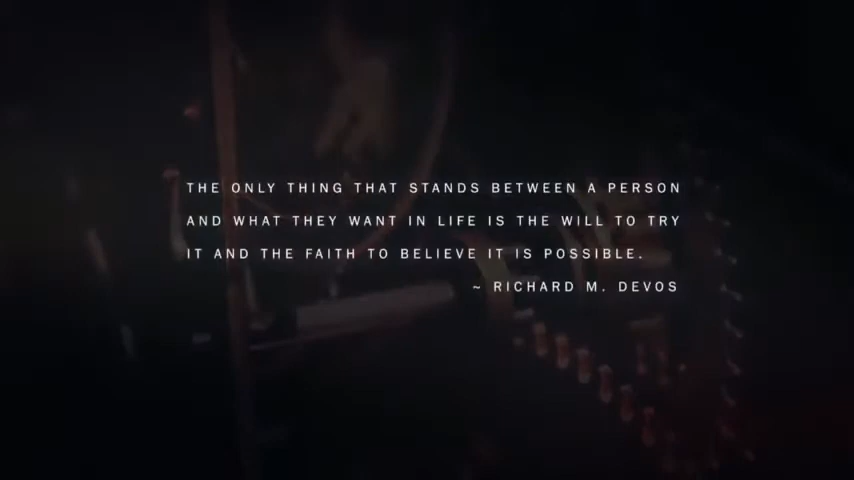 THE ONLY THING THAT STANDS BETWEEN A PERSON
AND WHAT THEY WANT IN LIFE IS THE WILL TO TRY
IT AND THE FAITH TO BELIEVE IT IS POSSIBLE.
~ RICHARD M. DEVOS